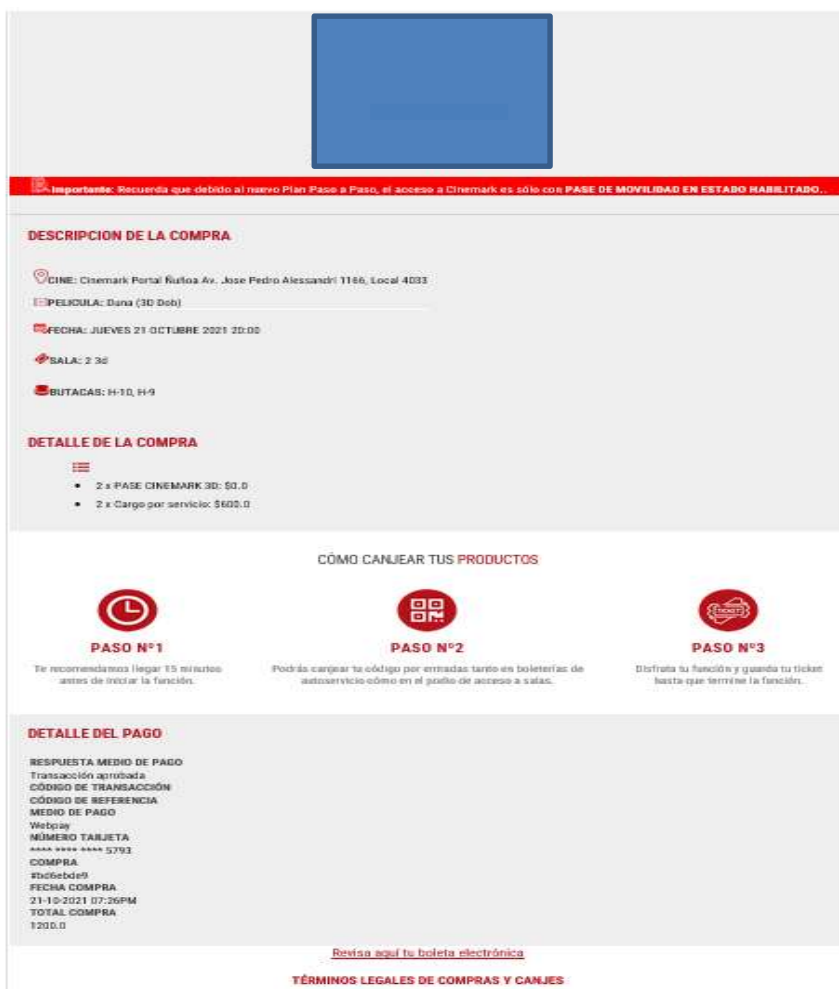 Importante: Recuerda que debido al nuevo Plan Paso a Paso, el acceso a Cinemark es sólo con PASE DE MOVILIDAD EN ESTADO HABILITADO..
DESCRIPCION DE LA COMPRA
CINE: Cinemark Portal Ñuñoa Av. Jose Pedro Alessandri 1166, Local 4033
PELICULA: Duna (3D Dob)
FECHA: JUEVES 21 OCTUBRE 2021 20:00
SALA: 2 3d
BUTACAS: H-10, H-9
DETALLE DE LA COMPRA
• 2 x PASE CINEMARK 3D: $0.0
• 2 x Cargo por servicio: $600.0
CÓMO CANJEAR TUS PRODUCTOS
TICKET
PASO Nº1
PASO Nº2
PASO Nº3
Te recomendamos llegar 15 minutos
antes de iniciar la función.
Podrás canjear tu código por entradas tanto en boleterías de
autoservicio cómo en el podio de acceso a salas.
Disfruta tu función y guarda tu ticket
hasta que termine la función.
DETALLE DEL PAGO
RESPUESTA MEDIO DE PAGO
Transacción aprobada
CÓDIGO DE TRANSACCIÓN
CÓDIGO DE REFERENCIA
MEDIO DE PAGO
Webpay
NÚMERO TARJETA
**** **** **** 5793
COMPRA
#bd6ebde9
FECHA COMPRA
21-10-2021 07:26PM
TOTAL COMPRA
1200.0
Revisa aquí tu boleta electrónica
TÉRMINOS LEGALES DE COMPRAS Y CANJES